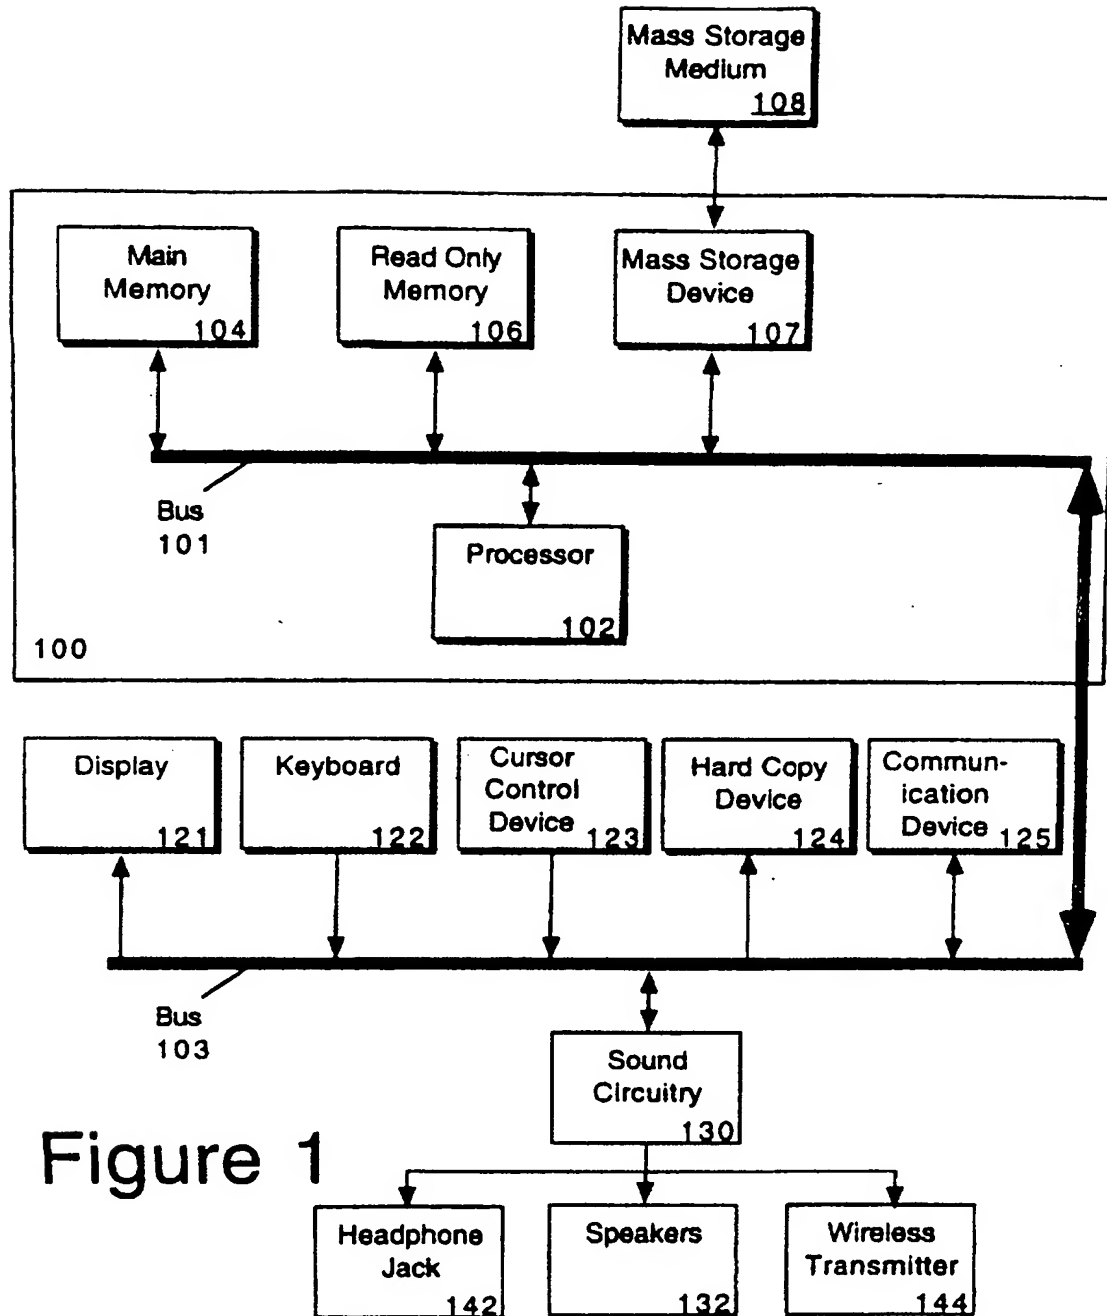 Mass Storage
Medium
108
Main
Memory
104
Read Only
Memory
106
Mass Storage
Device
107
Bus
101
Processor
102
100
Display
121
Keyboard
122
Cursor
Control
Device
123
Hard Copy
Device
124
Commun-
ication
Device
125
Bus
103
Sound
Circuitry
130
Figure 1
Headphone
Jack
142
Speakers
132
Wireless
Transmitter
144